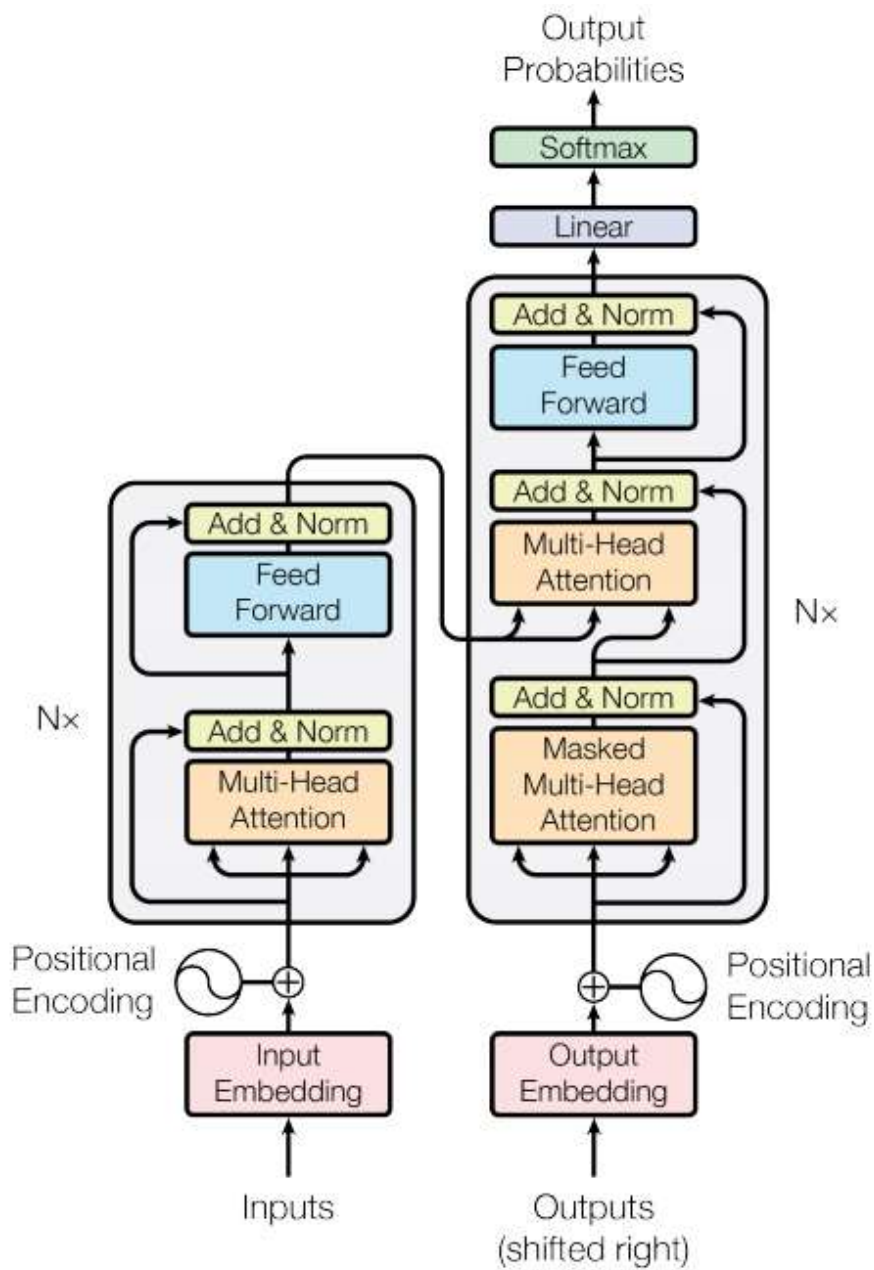 Output
Probabilities
Softmax
Linear
Add & Norm
Feed
Forward
Add & Norm
Multi-Head
Attention
Add & Norm
Masked
Multi-Head
Attention
Nx
Add & Norm
Feed
Forward
Add & Norm
Multi-Head
Attention
Nx
Positional
Encoding
Positional
Encoding
Input
Embedding
Output
Embedding
Inputs
Outputs
(shifted right)